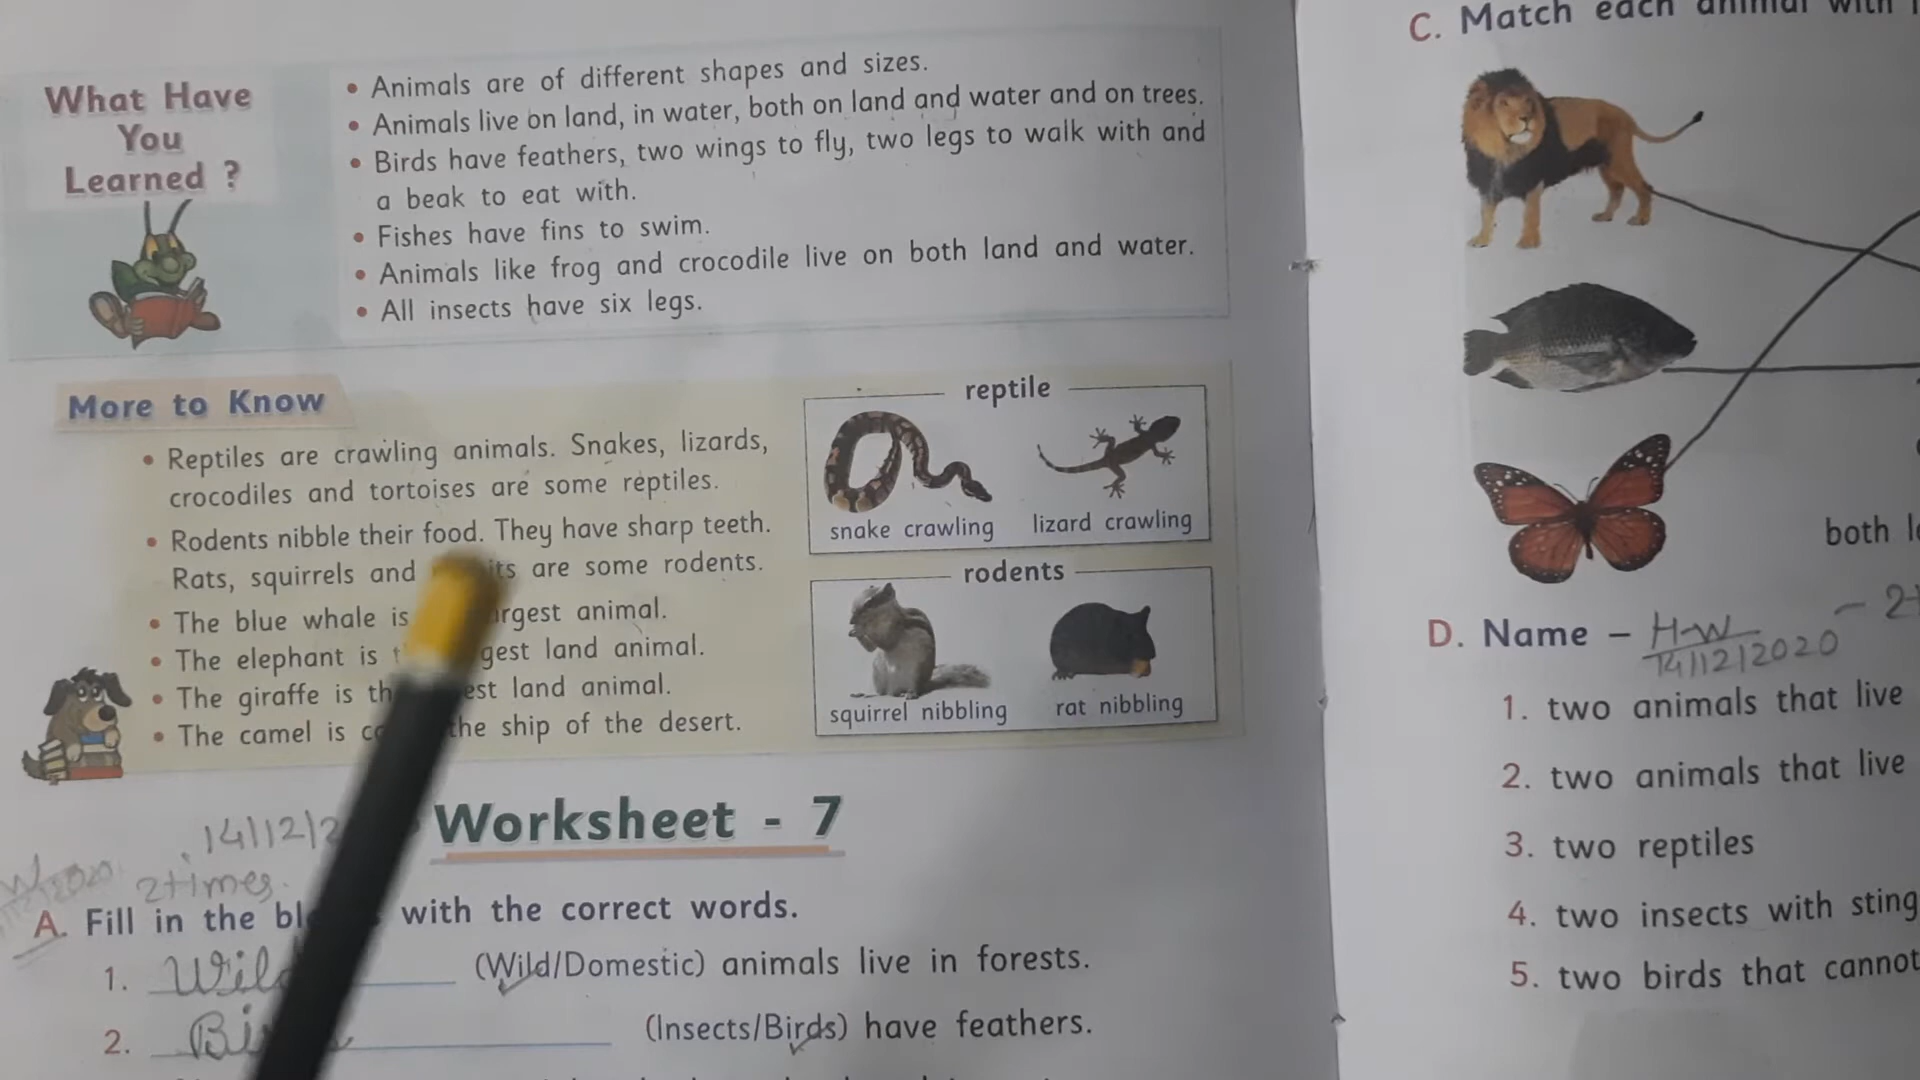 What Have
You
Learned ?
• Animals are of different shapes and sizes.
• Animals live on land, in water, both on land and water and on trees.
• Birds have feathers, two wings to fly, two legs to walk with and
a beak to eat with.
• Fishes have fins to swim.
• Animals like frog and crocodile live on both land and water.
• All insects have six legs.
More to Know
• Reptiles are crawling animals. Snakes, lizards,
crocodiles and tortoises are some reptiles.
• Rodents nibble their food. They have sharp teeth.
Rats, squirrels and are some rodents.
• The blue whale is animal.
• The elephant is land animal.
• The giraffe is land animal.
• The camel is the ship of the desert.
reptile
snake crawling
lizard crawling
rodents
squirrel nibbling
rat nibbling
14/12/2
Worksheet - 7
2times.
A. Fill in the with the correct words.
1. Wild (Wild/Domestic) animals live in forests.
2. (Insects/Birds) have feathers.
C. Match each animal with
both
D. Name - H-W
14/12/2020
1. two animals that live
2. two animals that live
3. two reptiles
4. two insects with sting
5. two birds that cannot